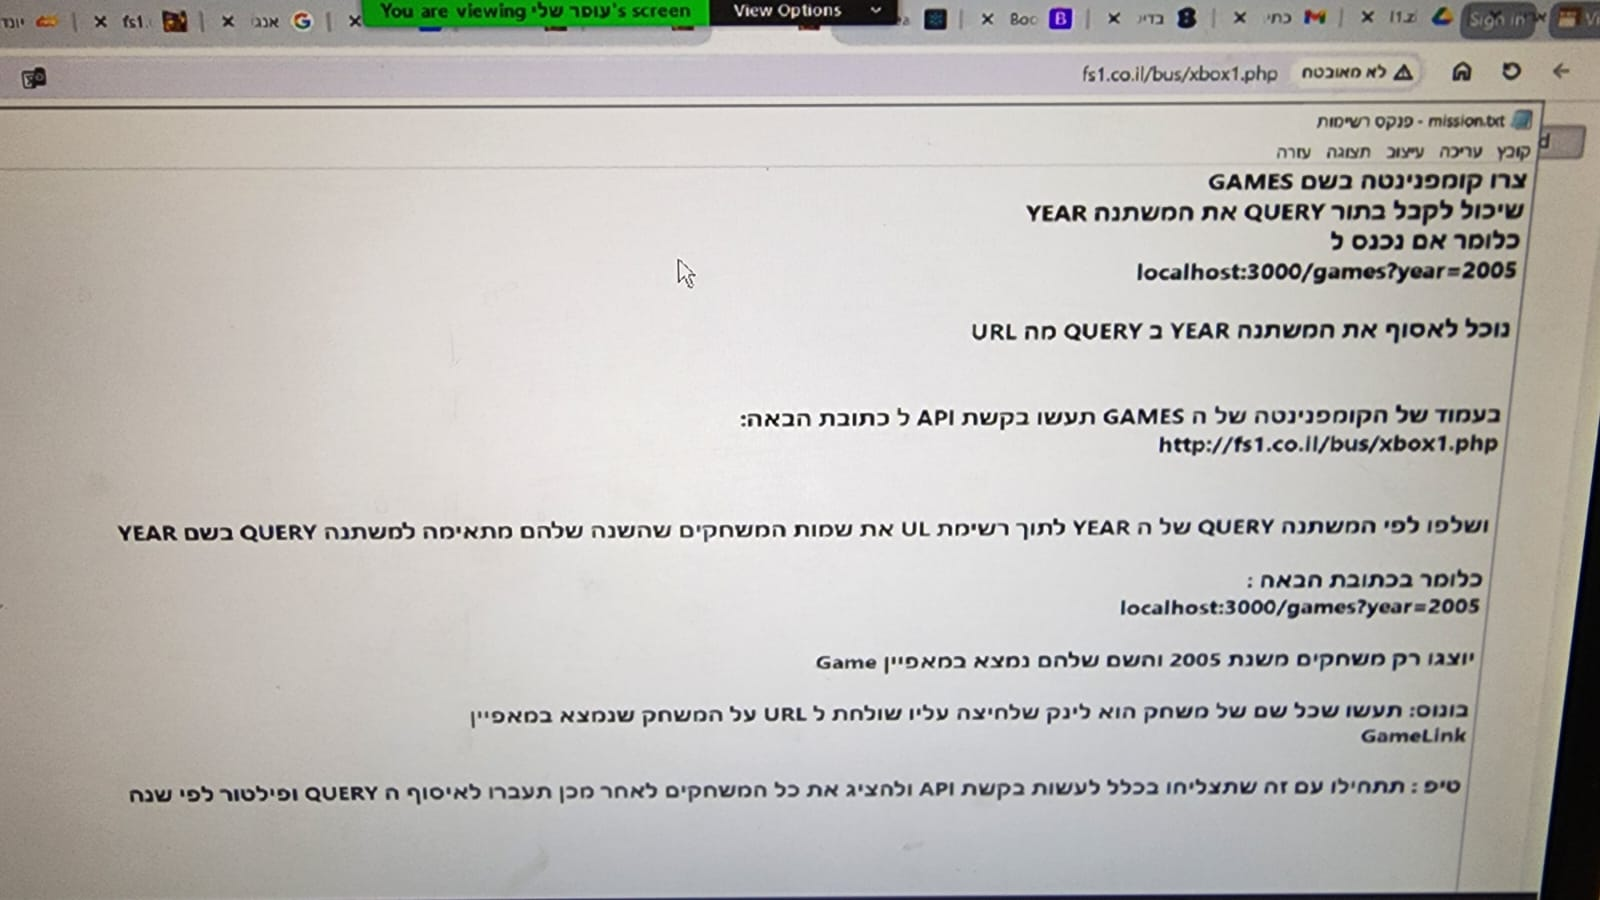 You are viewing עומר שלי's screen
View Options
fs1.
אנגי
Boo
בדיי
כתי
Sign in
לא מאובטח
fs1.co.il/bus/xbox1.php
mission.txt - פנקס רשימות
קובץ עריכה עיצוב תצוגה עזרה
צרו קומפנינטה בשם GAMES
שיכול לקבל בתור QUERY את המשתנה YEAR
כלומר אם נכנס ל
localhost:3000/games?year=2005
נוכל לאסוף את המשתנה YEAR ב QUERY מה URL
בעמוד של הקומפנינטה של ה GAMES תעשו בקשת API ל כתובת הבאה:
http://fs1.co.il/bus/xbox1.php
ושלפו לפי המשתנה QUERY של ה YEAR לתוך רשימת UL את שמות המשחקים שהשנה שלהם מתאימה למשתנה QUERY בשם YEAR
כלומר בכתובת הבאה :
localhost:3000/games?year=2005
יוצגו רק משחקים משנת 2005 והשם שלהם נמצא במאפיין Game
בונוס: תעשו שכל שם של משחק הוא לינק שלחיצה עליו שולחת ל URL על המשחק שנמצא במאפיין
GameLink
טיפ : תתחילו עם זה שתצליחו בכלל לעשות בקשת API ולהציג את כל המשחקים לאחר מכן תעברו לאיסוף ה QUERY ופילטור לפי שנה